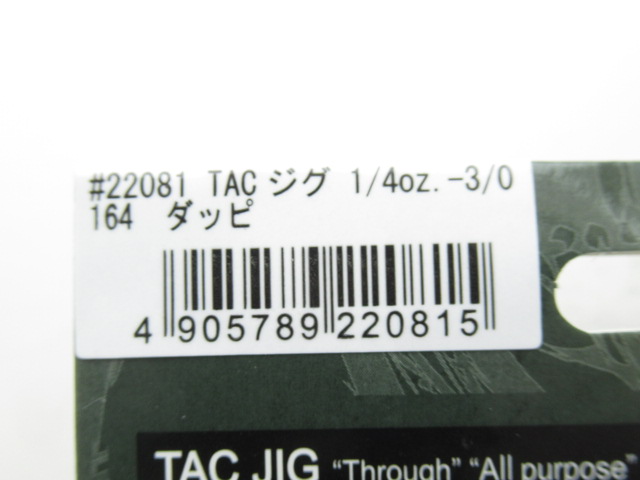 #22081 TAC ジグ 1/4oz.-3/0
164 ダッピ
4 905789 220815
TAC JIG "Through" "All purpose"